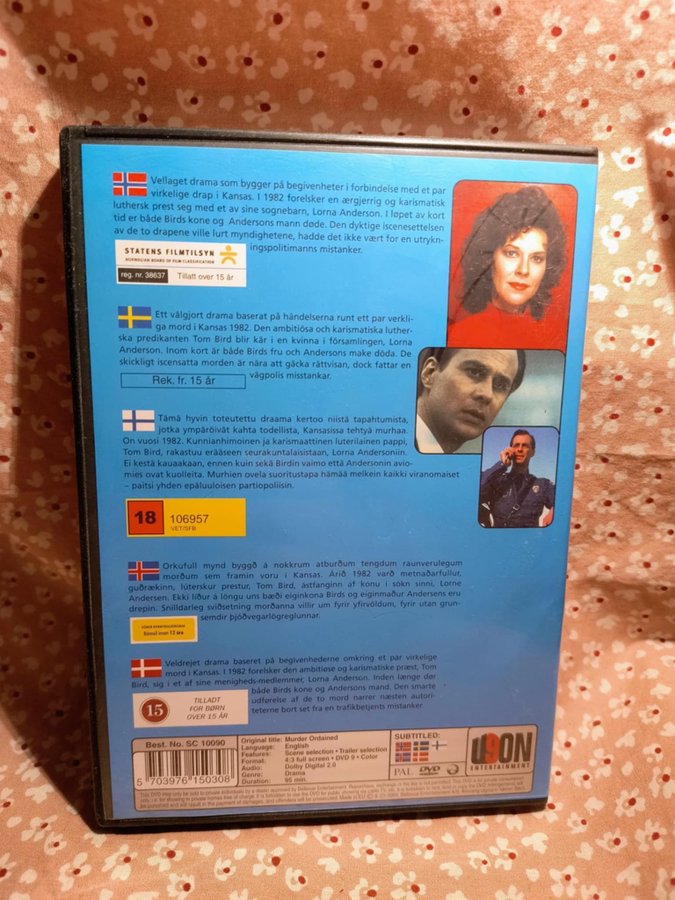 Vellaget drama som bygger på begivenheter i forbindelse med et par
virkelige drap i Kansas. I 1982 forelsker en ærgjerrig og karismatisk
luthersk prest seg med et av sine sognebarn, Lorna Anderson. I løpet av kort
tid er både Birds kone og Andersons mann døde. Den dyktige iscenesettelsen
av de to drapene ville lurt myndighetene, hadde det ikke vært for en utrykn-
ingspolitimanns mistanker.
STATENS FILMTILSYN
NORWEGIAN BOARD OF FILM CLASSIFICATION
reg. nr. 38637 Tillatt over 15 år
Ett välgjort drama baserat på händelserna runt ett par verkli-
ga mord i Kansas 1982. Den ambitiösa och karismatiska luther-
ska predikanten Tom Bird blir kär i en kvinna i församlingen, Lorna
Anderson. Inom kort är både Birds fru och Andersons make döda. De
skickligt iscensatta morden är nära att gäcka rättvisan, dock fattar en
vägpolis misstankar.
Rek. fr. 15 år
Tämä hyvin toteutettu draama kertoo niistä tapahtumista,
jotka ympäröivät kahta todellista, Kansasissa tehtyä murhaa.
On vuosi 1982. Kunnianhimoinen ja karismaattinen luterilainen pappi,
Tom Bird, rakastuu erääseen seurakuntalaisistaan, Lorna Andersoniin.
Ei kestä kauaakaan, ennen kuin sekä Birdin vaimo että Andersonin avio-
mies ovat kuolleita. Murhien ovela suoritustapa hämää melkein kaikki viranomaiset
– paitsi yhden epäluuloisen partiopoliisin.
18 106957
VET/SFB
Orkufull mynd byggð á nokkrum atburðum tengdum raunverulegum
morðum sem framin voru í Kansas. Árið 1982 varð metnaðarfullur,
guðrækinn, lúterskur prestur, Tom Bird, ástfanginn af konu í sókn sinni, Lorne
Andersen. Ekki líður á löngu uns bæði eiginkona Birds og eiginmaður Andersens eru
drepin. Snilldarleg sviðsetning morðanna villir um fyrir yfirvöldum, fyrir utan grun-
semdir þjóðvegarlögreglunnar.
Bönnuð innan 12 ára
Veldrejet drama baseret på begivenhederne omkring et par virkelige
mord i Kansas. I 1982 forelsker den ambitiøse og karismatiske præst, Tom
Bird, sig i et af sine menigheds-medlemmer, Lorna Anderson. Inden længe dør
både Birds kone og Andersons mand. Den smarte
udførelse af de to mord narrer næsten autori-
teterne bort set fra en trafikbetjents mistanker
15
TILLADT
FOR BØRN
OVER 15 ÅR
Best. No. SC 10090
5 703976 150308
Original title: Murder Ordained
Language: English
Features: Scene selection • Trailer selection
Format: 4:3 full screen • DVD 9 • Color
Audio: Dolby Digital 2.0
Genre: Drama
Duration: 95 min.
SUBTITLED:
PAL DVD
ENTERTAINMENT